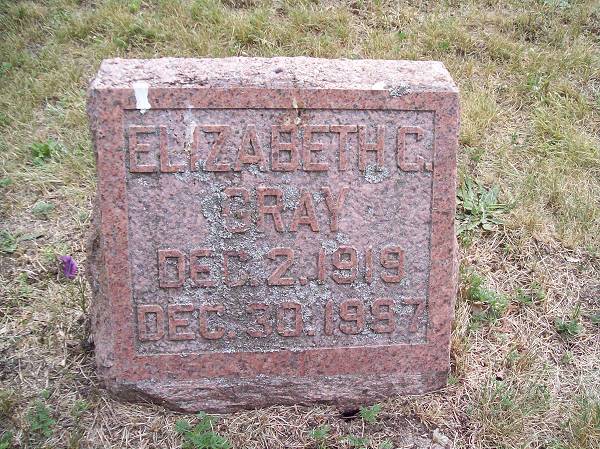 ELIZABETH C.
GRAY
DEC. 2. 1919
DEC. 30. 1997